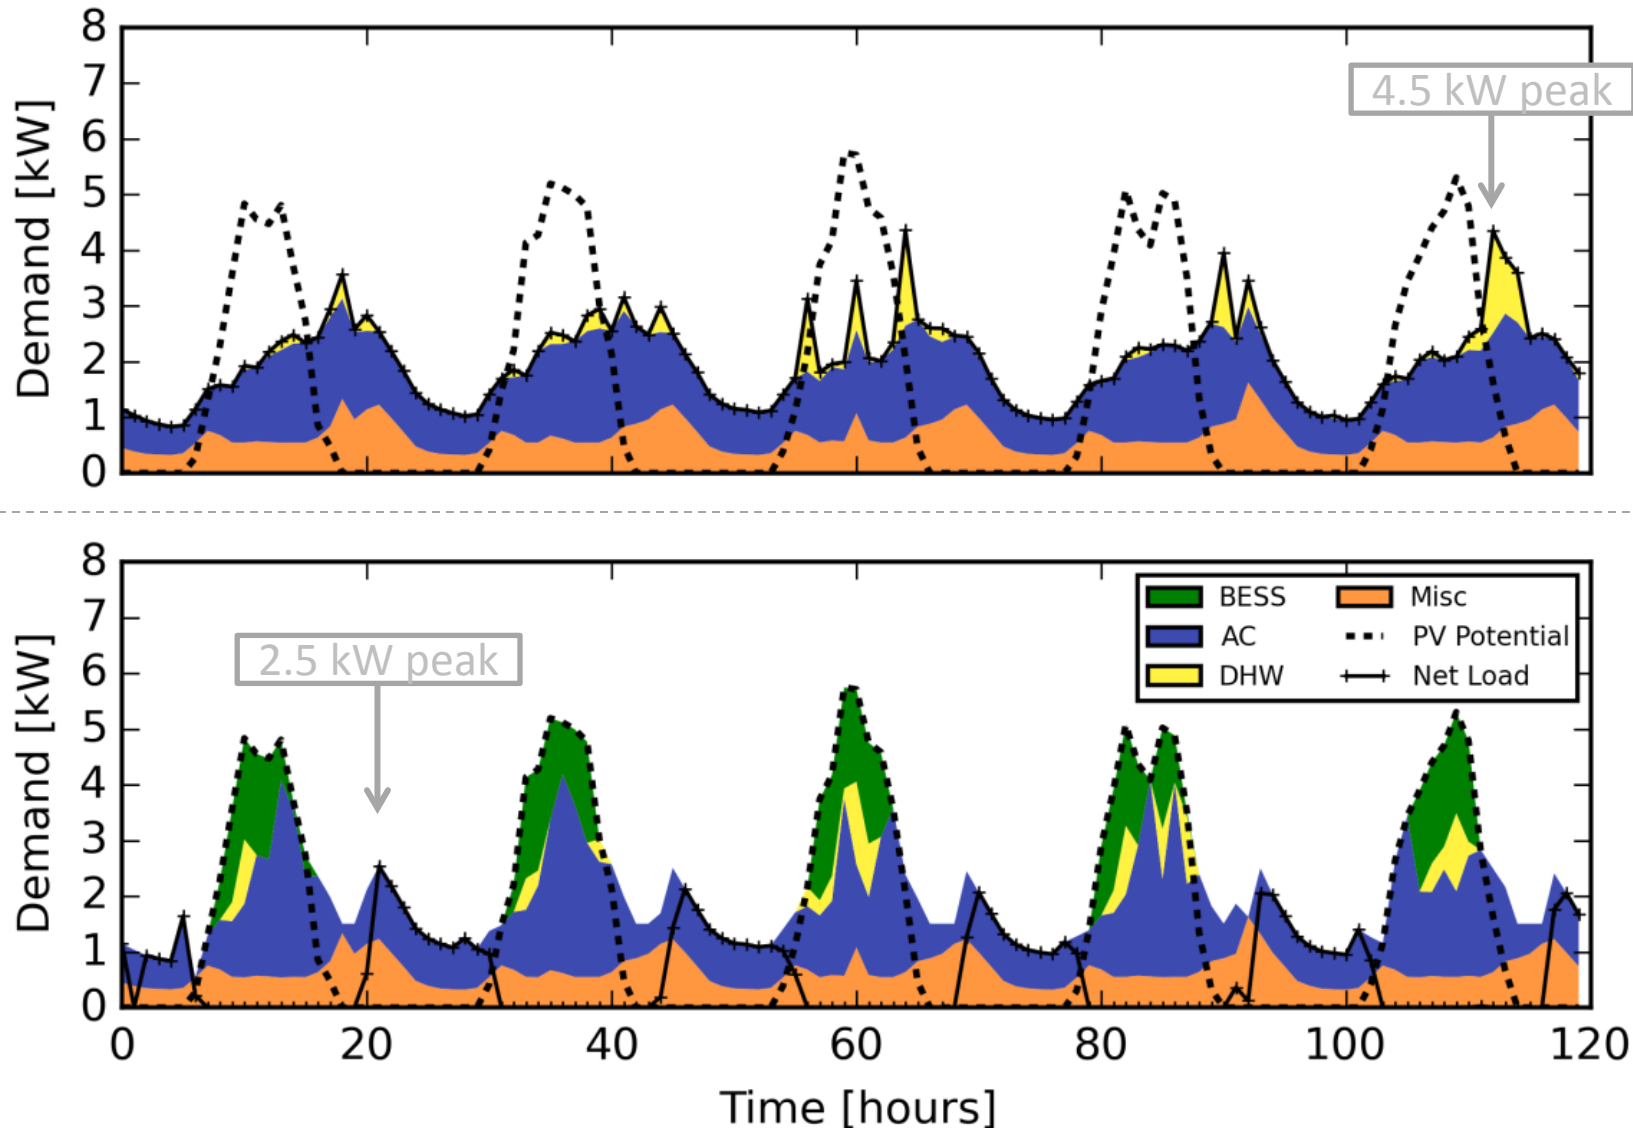 8
7
6
5
4
3
2
1
0
Demand [kW]
4.5 kW peak
8
7
6
5
4
3
2
1
0
Demand [kW]
2.5 kW peak
BESS
AC
DHW
Misc
PV Potential
Net Load
0 20 40 60 80 100 120
Time [hours]